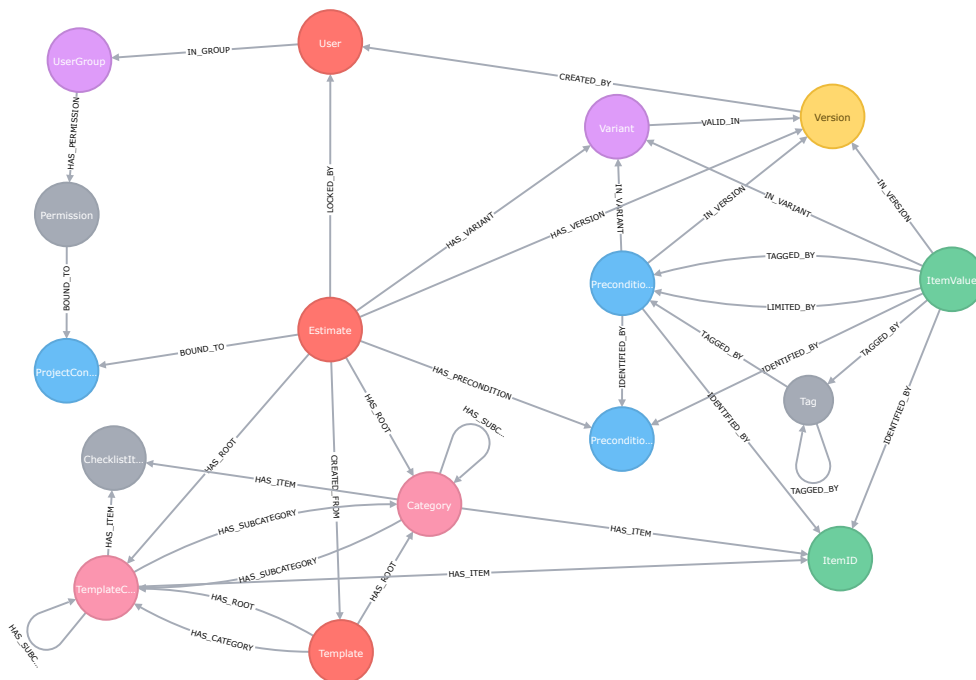 User
UserGroup
IN_GROUP
CREATED_BY
Version
Variant
VALID_IN
HAS_PERMISSION
LOCKED_BY
Permission
IN_VARIANT
IN_VERSION
IN_VARIANT
IN_VERSION
HAS_VARIANT
HAS_VERSION
TAGGED_BY
ItemValue
Preconditio...
LIMITED_BY
BOUND_TO
Estimate
BOUND_TO
ProjectCon...
TAGGED_BY
TAGGED_BY
IDENTIFIED_BY
IDENTIFIED_BY
HAS_PRECONDITION
Tag
HAS_ROOT
IDENTIFIED_BY
IDENTIFIED_BY
HAS_SUBC...
Preconditio...
HAS_ROOT
ChecklistIt...
HAS_ITEM
CREATED_FROM
TAGGED_BY
Category
HAS_SUBCATEGORY
HAS_ITEM
HAS_ITEM
HAS_SUBCATEGORY
HAS_ITEM
ItemID
TemplateC...
HAS_ROOT
HAS_ROOT
HAS_CATEGORY
HAS_SUBC...
Template